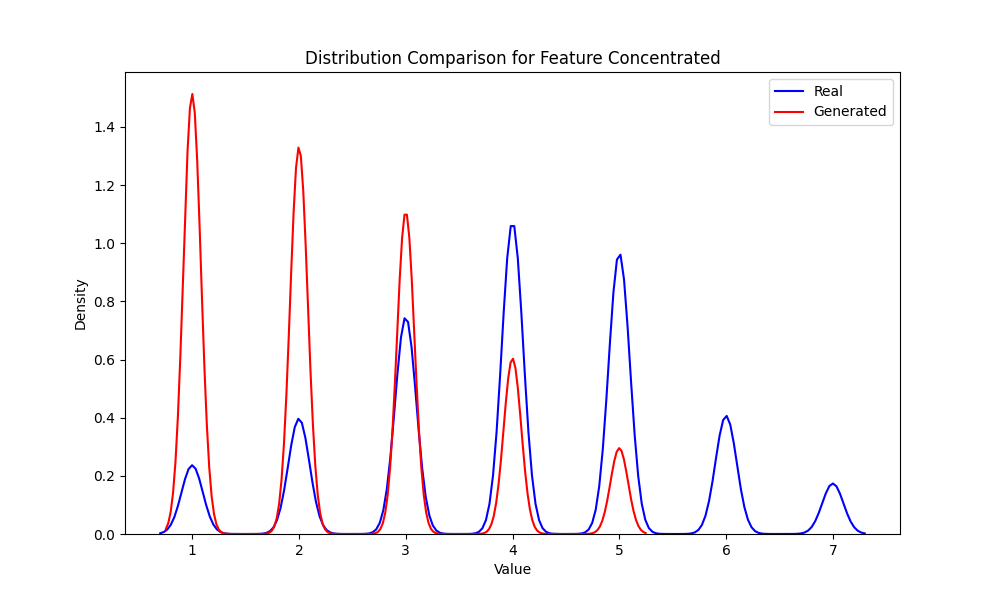 Distribution Comparison for Feature Concentrated
Real
Generated
Density
1.4
1.2
1.0
0.8
0.6
0.4
0.2
0.0
1 2 3 4 5 6 7
Value